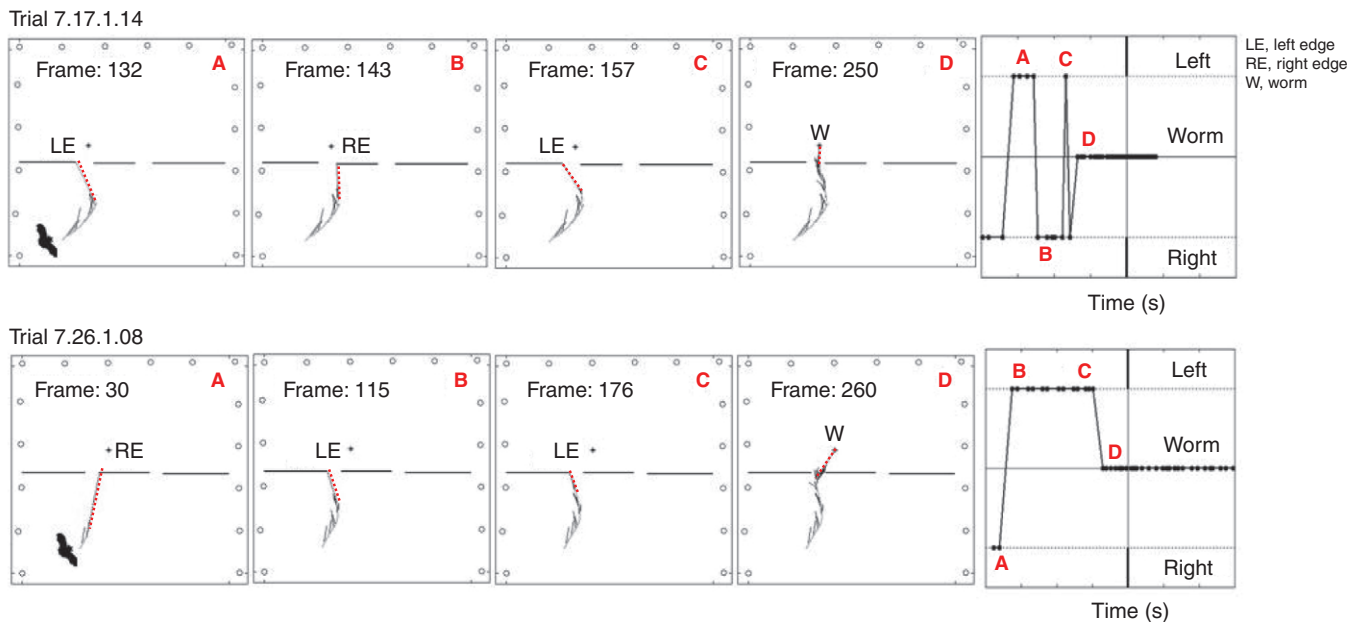 Trial 7.17.1.14
Frame: 132 A
LE
Frame: 143 B
RE
Frame: 157 C
LE
Frame: 250 D
W
A C Left
D Worm
B Right
Time (s)
LE, left edge
RE, right edge
W, worm
Trial 7.26.1.08
Frame: 30 A
RE
Frame: 115 B
LE
Frame: 176 C
LE
Frame: 260 D
W
B C Left
D Worm
A Right
Time (s)